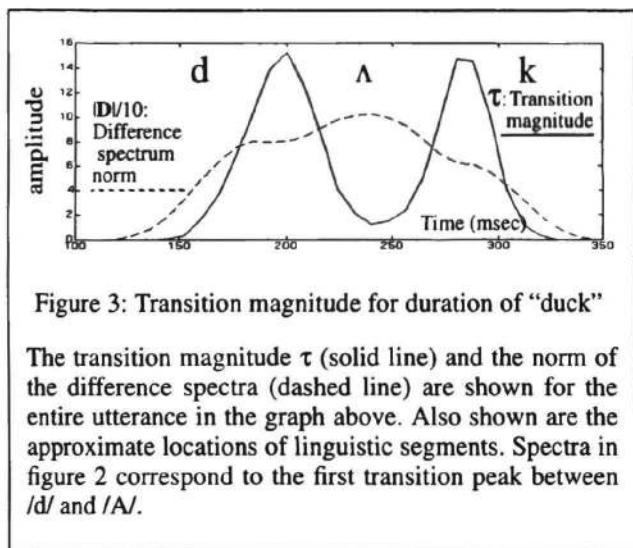 16
14
12
10
8
6
4
2
0
amplitude
d Λ k
|D|/10:
Difference
spectrum
norm
τ: Transition
magnitude
Time (msec)
100 150 200 250 300 350
Figure 3: Transition magnitude for duration of “duck”
The transition magnitude τ (solid line) and the norm of
the difference spectra (dashed line) are shown for the
entire utterance in the graph above. Also shown are the
approximate locations of linguistic segments. Spectra in
figure 2 correspond to the first transition peak between
/d/ and /A/.